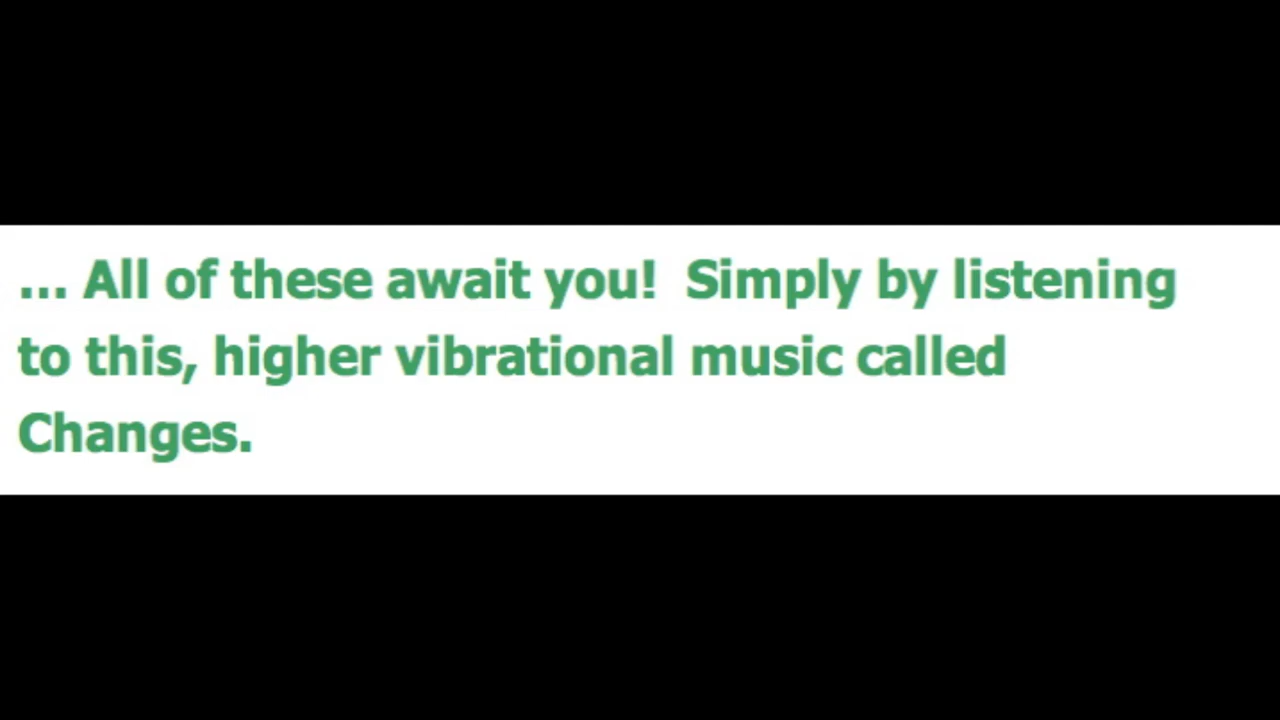 ... All of these await you!  Simply by listening
to this, higher vibrational music called
Changes.